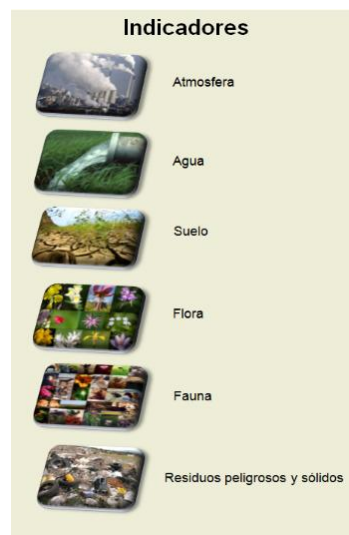 Indicadores
Atmosfera
Agua
Suelo
Flora
Fauna
Residuos peligrosos y sólidos